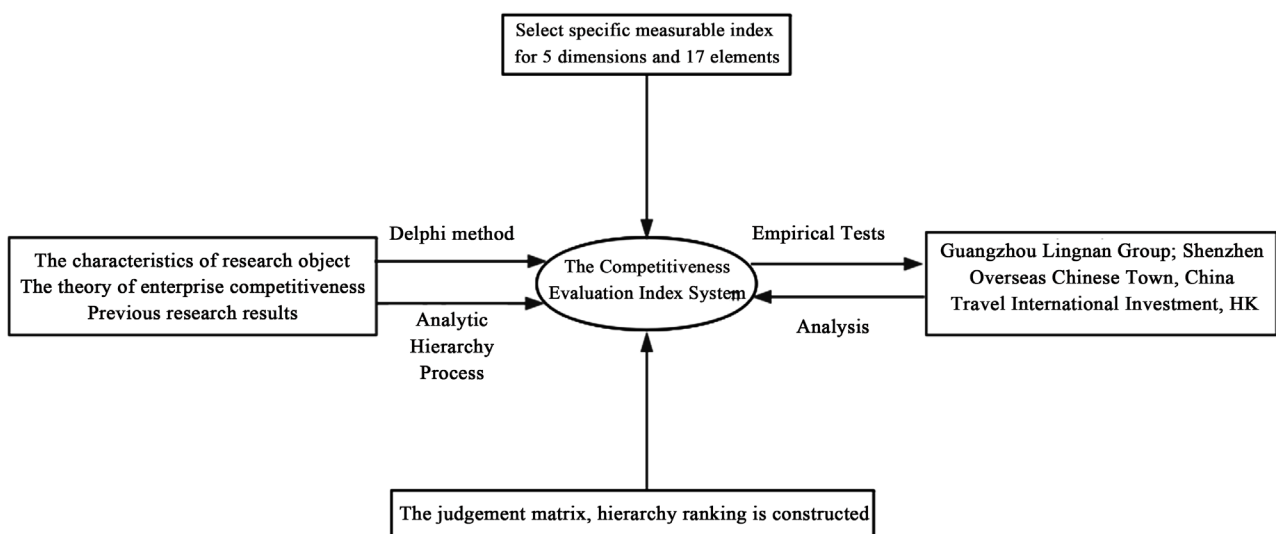 Select specific measurable index
for 5 dimensions and 17 elements
Delphi method
Empirical Tests
The characteristics of research object
The theory of enterprise competitiveness
Previous research results
The Competitiveness
Evaluation Index System
Guangzhou Lingnan Group; Shenzhen
Overseas Chinese Town, China
Travel International Investment, HK
Analytic
Hierarchy
Process
Analysis
The judgement matrix, hierarchy ranking is constructed